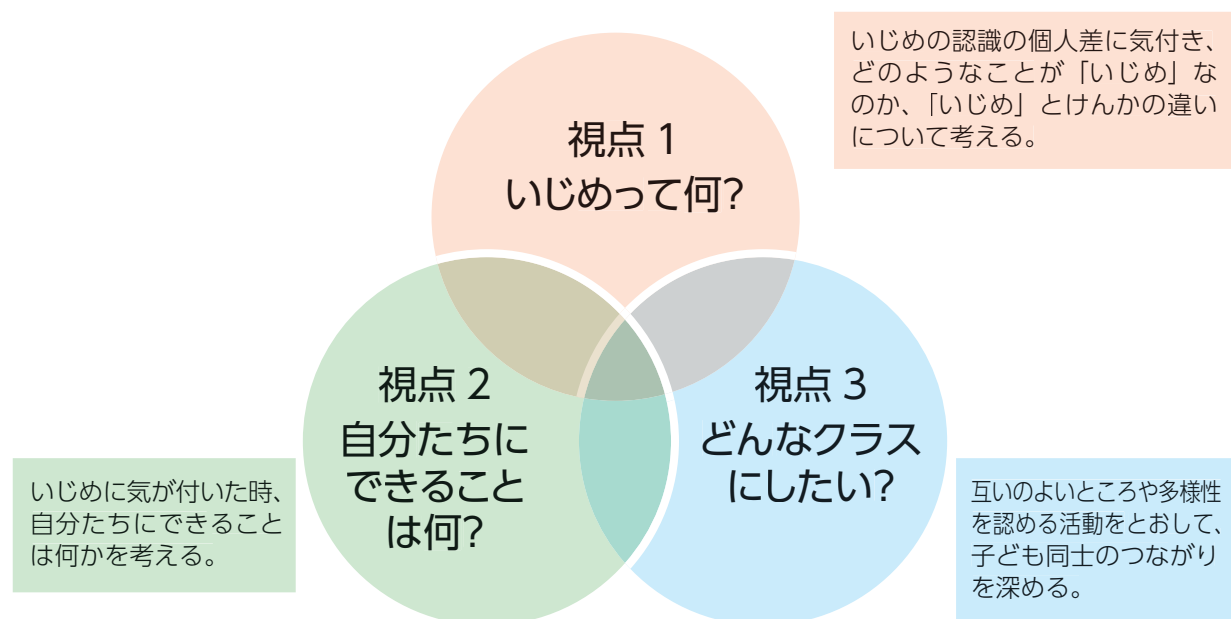 視点 1
いじめって何?
いじめの認識の個人差に気付き、
どのようなことが「いじめ」な
のか、「いじめ」とけんかの違い
について考える。
視点 2
自分たちに
できること
は何?
いじめに気が付いた時、
自分たちにできること
は何かを考える。
視点 3
どんなクラス
にしたい?
互いのよいところや多様性
を認める活動をとおして、
子ども同士のつながり
を深める。